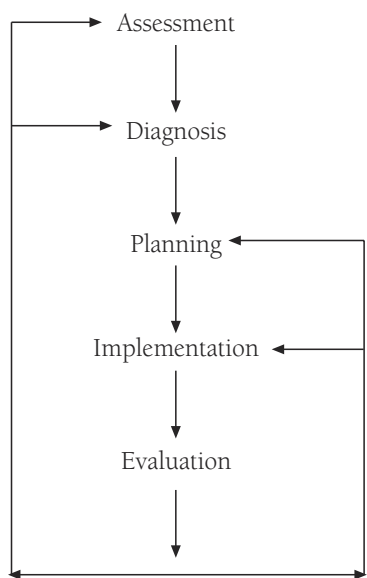 Assessment
Diagnosis
Planning
Implementation
Evaluation